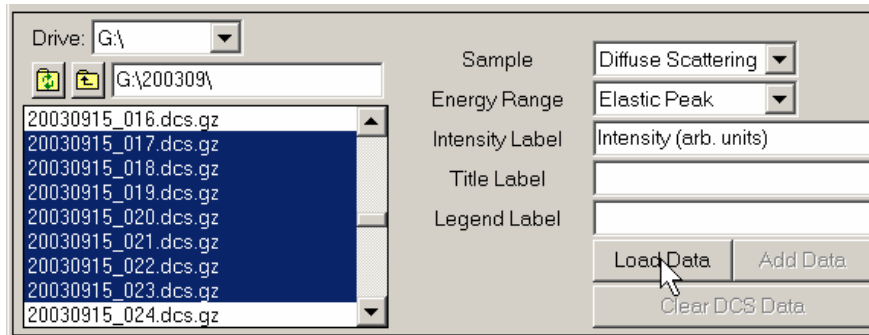 Drive: G:\
G:\200309\
20030915_016.dcs.gz
20030915_017.dcs.gz
20030915_018.dcs.gz
20030915_019.dcs.gz
20030915_020.dcs.gz
20030915_021.dcs.gz
20030915_022.dcs.gz
20030915_023.dcs.gz
20030915_024.dcs.gz
Sample Diffuse Scattering
Energy Range Elastic Peak
Intensity Label Intensity (arb. units)
Title Label
Legend Label
Load Data Add Data
Clear DCS Data